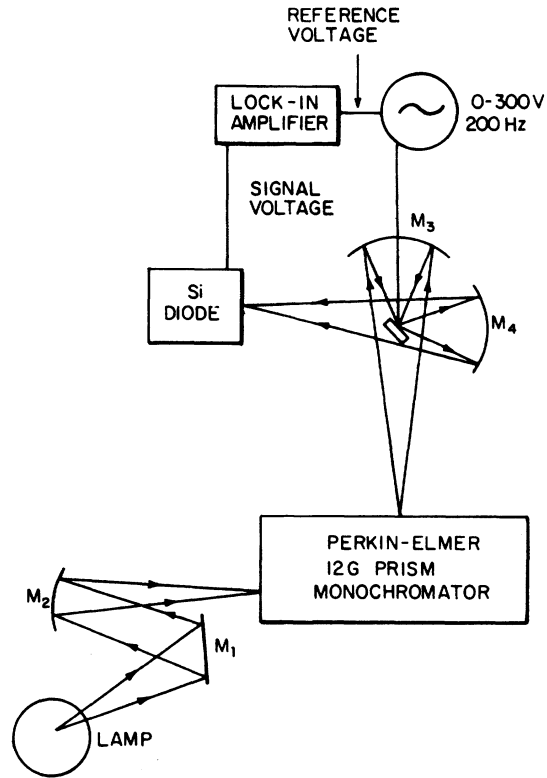 REFERENCE
VOLTAGE
LOCK-IN
AMPLIFIER
0-300V
200 Hz
SIGNAL
VOLTAGE
M3
Si
DIODE
M4
PERKIN-ELMER
12G PRISM
MONOCHROMATOR
M2
M1
LAMP